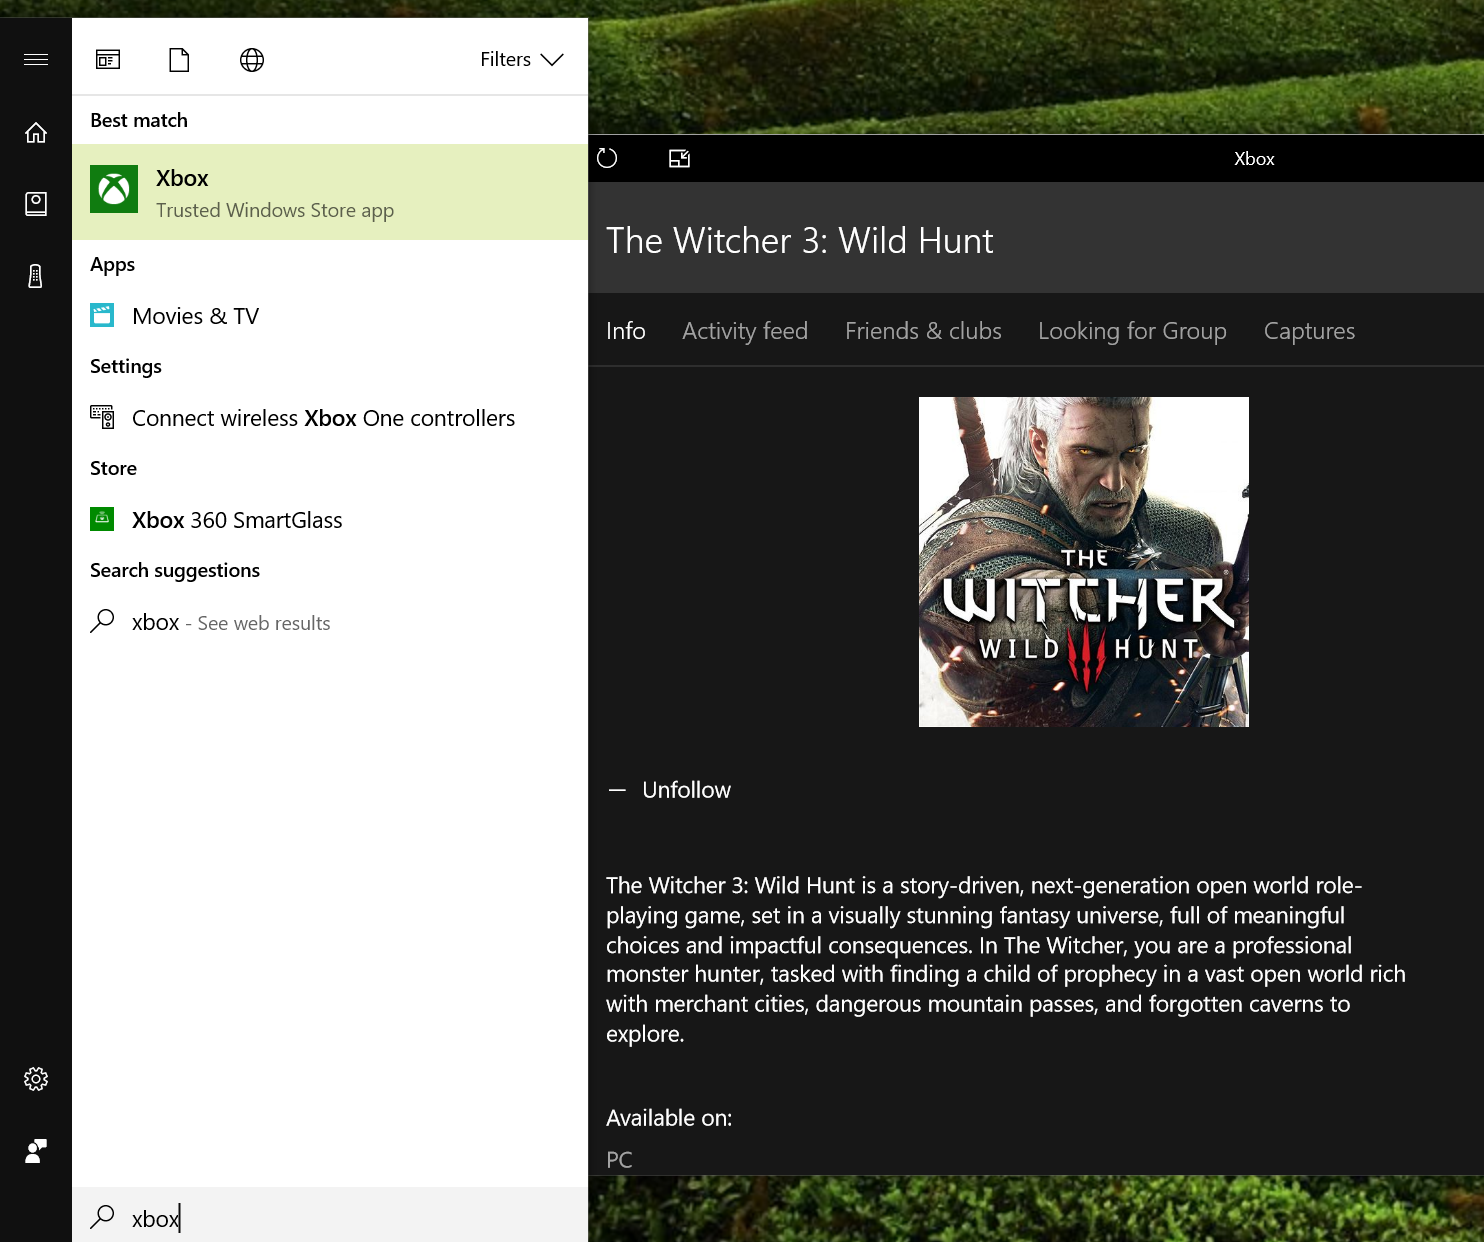 Filters
Best match
Xbox
Trusted Windows Store app
Apps
Movies & TV
Settings
Connect wireless Xbox One controllers
Store
Xbox 360 SmartGlass
Search suggestions
xbox - See web results
xbox
Xbox
The Witcher 3: Wild Hunt
Info Activity feed Friends & clubs Looking for Group Captures
THE
WITCHER
WILD HUNT
Unfollow
The Witcher 3: Wild Hunt is a story-driven, next-generation open world role-
playing game, set in a visually stunning fantasy universe, full of meaningful
choices and impactful consequences. In The Witcher, you are a professional
monster hunter, tasked with finding a child of prophecy in a vast open world rich
with merchant cities, dangerous mountain passes, and forgotten caverns to
explore.
Available on:
PC